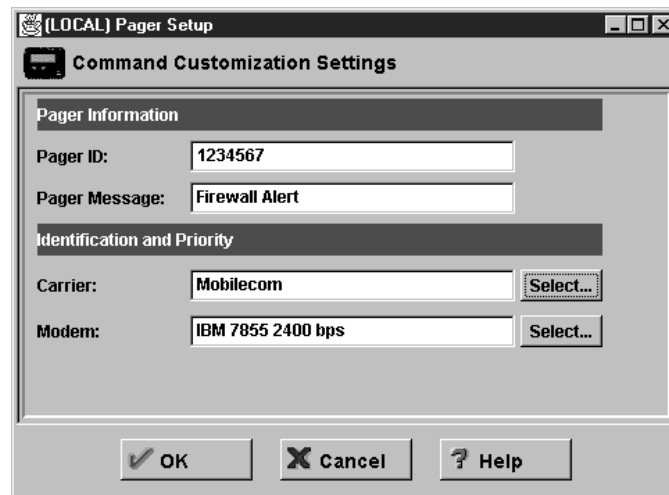 (LOCAL) Pager Setup
Command Customization Settings
Pager Information
Pager ID: 1234567
Pager Message: Firewall Alert
Identification and Priority
Carrier: Mobilecom Select...
Modem: IBM 7855 2400 bps Select...
OK Cancel Help